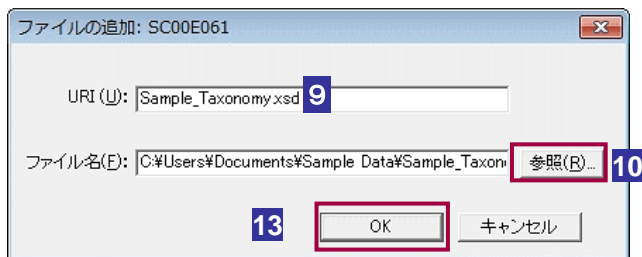 ファイルの追加: SC00E061
URI(U): Sample_Taxonomy.xsd 9
ファイル名(F): C:¥Users¥Documents¥Sample Data¥Sample_Taxono 参照(R)... 10
13 OK キャンセル